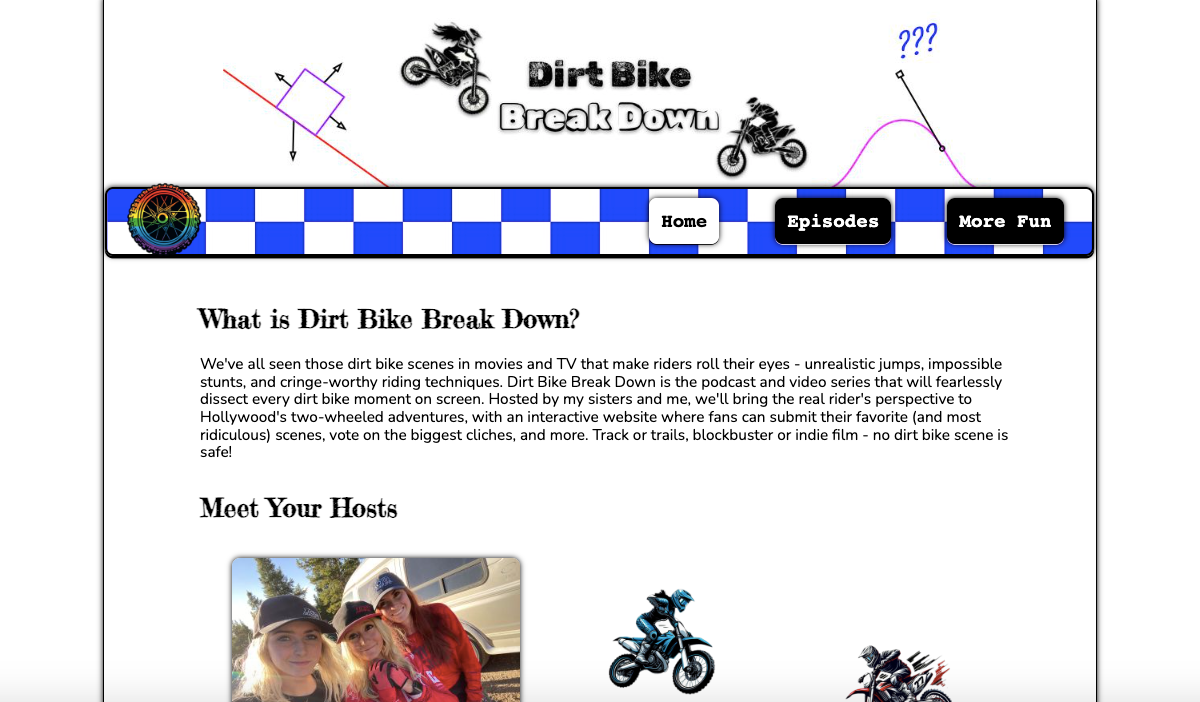 ???
Dirt Bike
Break Down
Home
Episodes
More Fun
What is Dirt Bike Break Down?
We've all seen those dirt bike scenes in movies and TV that make riders roll their eyes - unrealistic jumps, impossible
stunts, and cringe-worthy riding techniques. Dirt Bike Break Down is the podcast and video series that will fearlessly
dissect every dirt bike moment on screen. Hosted by my sisters and me, we'll bring the real rider's perspective to
Hollywood's two-wheeled adventures, with an interactive website where fans can submit their favorite (and most
ridiculous) scenes, vote on the biggest cliches, and more. Track or trails, blockbuster or indie film - no dirt bike scene is
safe!
Meet Your Hosts